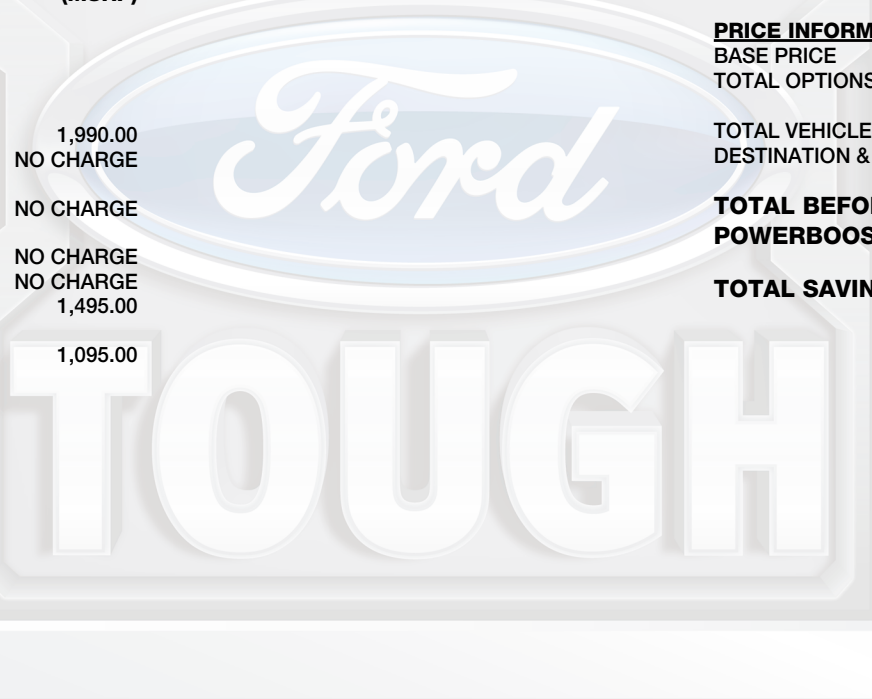 (MSRP)
1,990.00
NO CHARGE
NO CHARGE
NO CHARGE
NO CHARGE
1,495.00
1,095.00
PRICE INFORM
BASE PRICE
TOTAL OPTIONS
TOTAL VEHICLE
DESTINATION &
TOTAL BEFO
POWERBOOS
TOTAL SAVIN
Ford
TOUGH